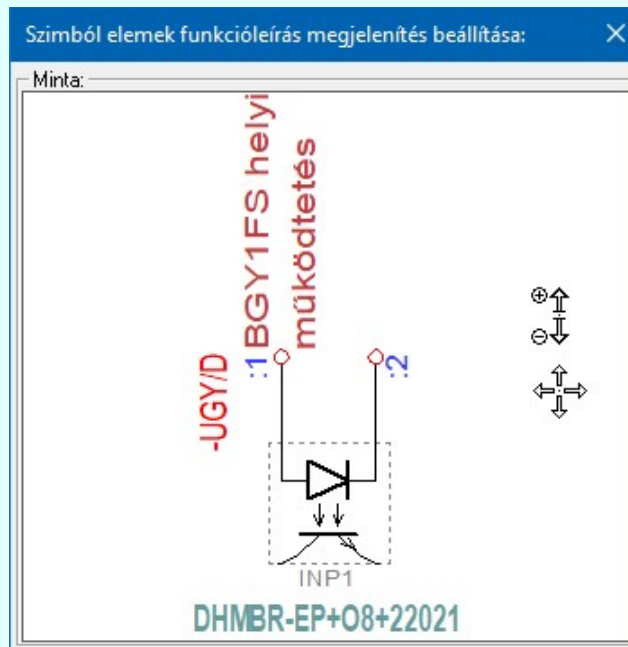 Szimból elemek funkcióleírás megjelenítés beállítása:
Minta:
BGY1FS helyi
működtetés
-UGY/D
:1
:2
INP1
DHMBR-EP+O8+22021